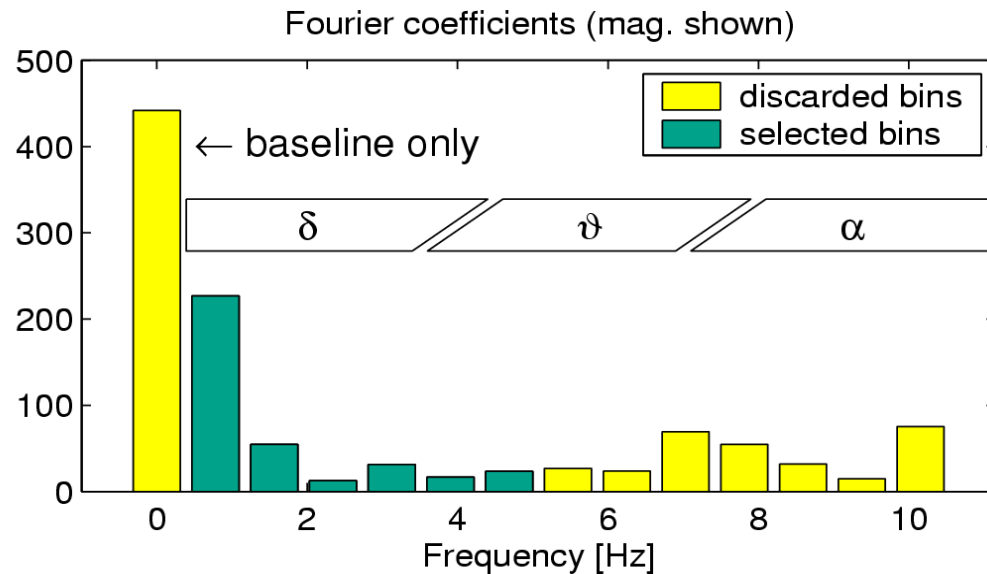 Fourier coefficients (mag. shown)
500
400
300
200
100
0
discarded bins
selected bins
← baseline only
δ ϑ α
0 2 4 6 8 10
Frequency [Hz]